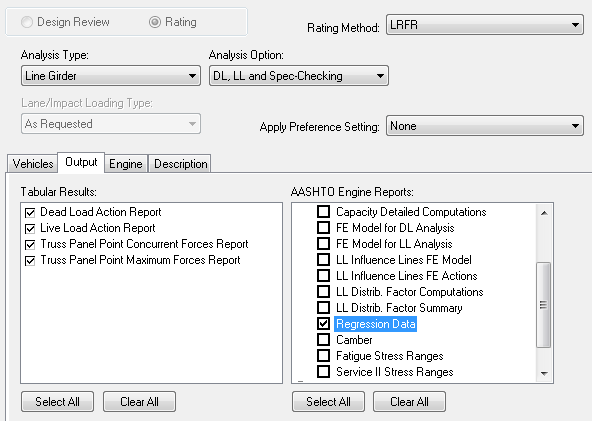 Design Review
Rating
Rating Method:
LRFR
Analysis Type:
Analysis Option:
Line Girder
DL, LL and Spec-Checking
Lane/Impact Loading Type:
As Requested
Apply Preference Setting:
None
Vehicles
Output
Engine
Description
Tabular Results:
Dead Load Action Report
Live Load Action Report
Truss Panel Point Concurrent Forces Report
Truss Panel Point Maximum Forces Report
Select All
Clear All
AASHTO Engine Reports:
Capacity Detailed Computations
FE Model for DL Analysis
FE Model for LL Analysis
LL Influence Lines FE Model
LL Influence Lines FE Actions
LL Distrib. Factor Computations
LL Distrib. Factor Summary
Regression Data
Camber
Fatigue Stress Ranges
Service II Stress Ranges
Select All
Clear All